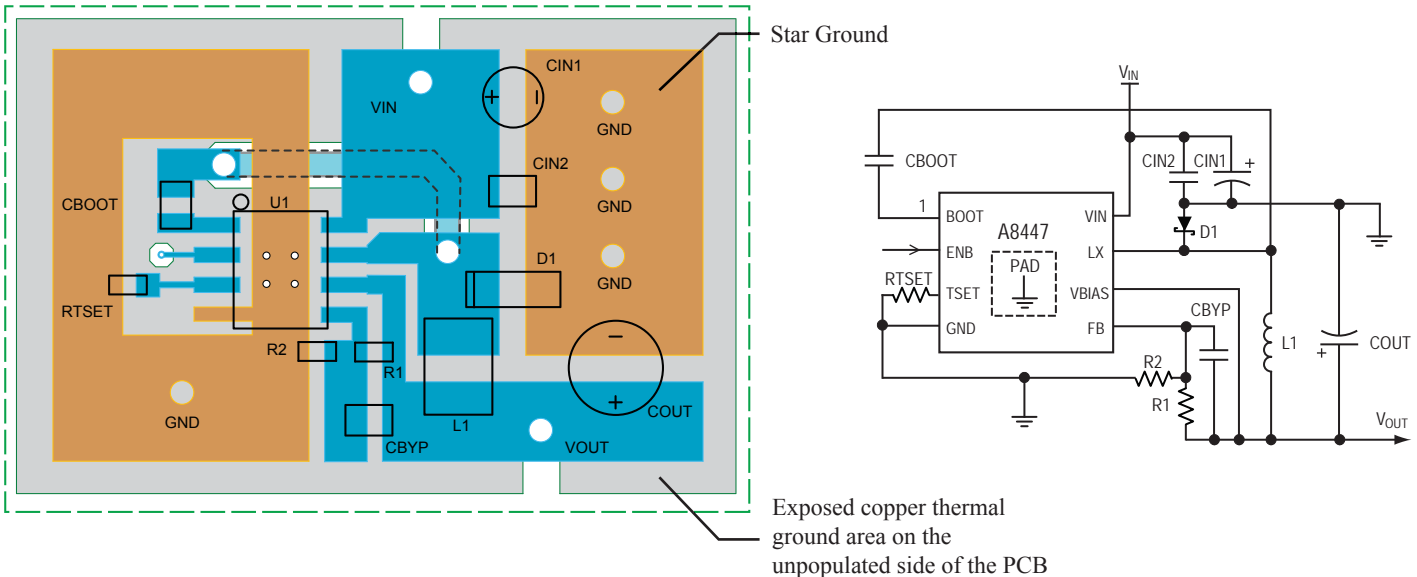 Star Ground
CIN1
VIN
GND
CIN2
GND
CBOOT
U1
D1
GND
RTSET
R2
R1
COUT
GND
L1
CBYP
VOUT
Exposed copper thermal
ground area on the
unpopulated side of the PCB
VIN
CBOOT
CIN2
CIN1
+
1
BOOT
VIN
A8447
D1
ENB
LX
PAD
RTSET
TSET
VBIAS
CBYP
GND
FB
L1
COUT
+
R2
R1
VOUT